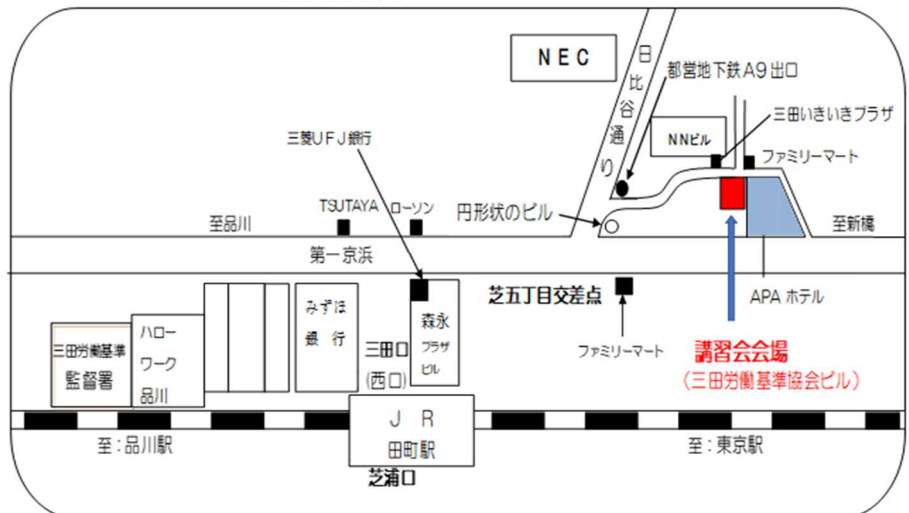 NEC
日比谷通り
都営地下鉄A9出口
三田いきいきプラザ
NNビル
三菱UFJ銀行
ファミリーマート
TSUTAYA
ローソン
円形状のビル
至品川
至新橋
第一京浜
芝五丁目交差点
APAホテル
みずほ
銀行
森永
プラザ
ビル
三田口
(西口)
ファミリーマート
講習会会場
(三田労働基準協会ビル)
三田労働基準
監督署
ハロー
ワーク
品川
JR
田町駅
至:品川駅
至:東京駅
芝浦口